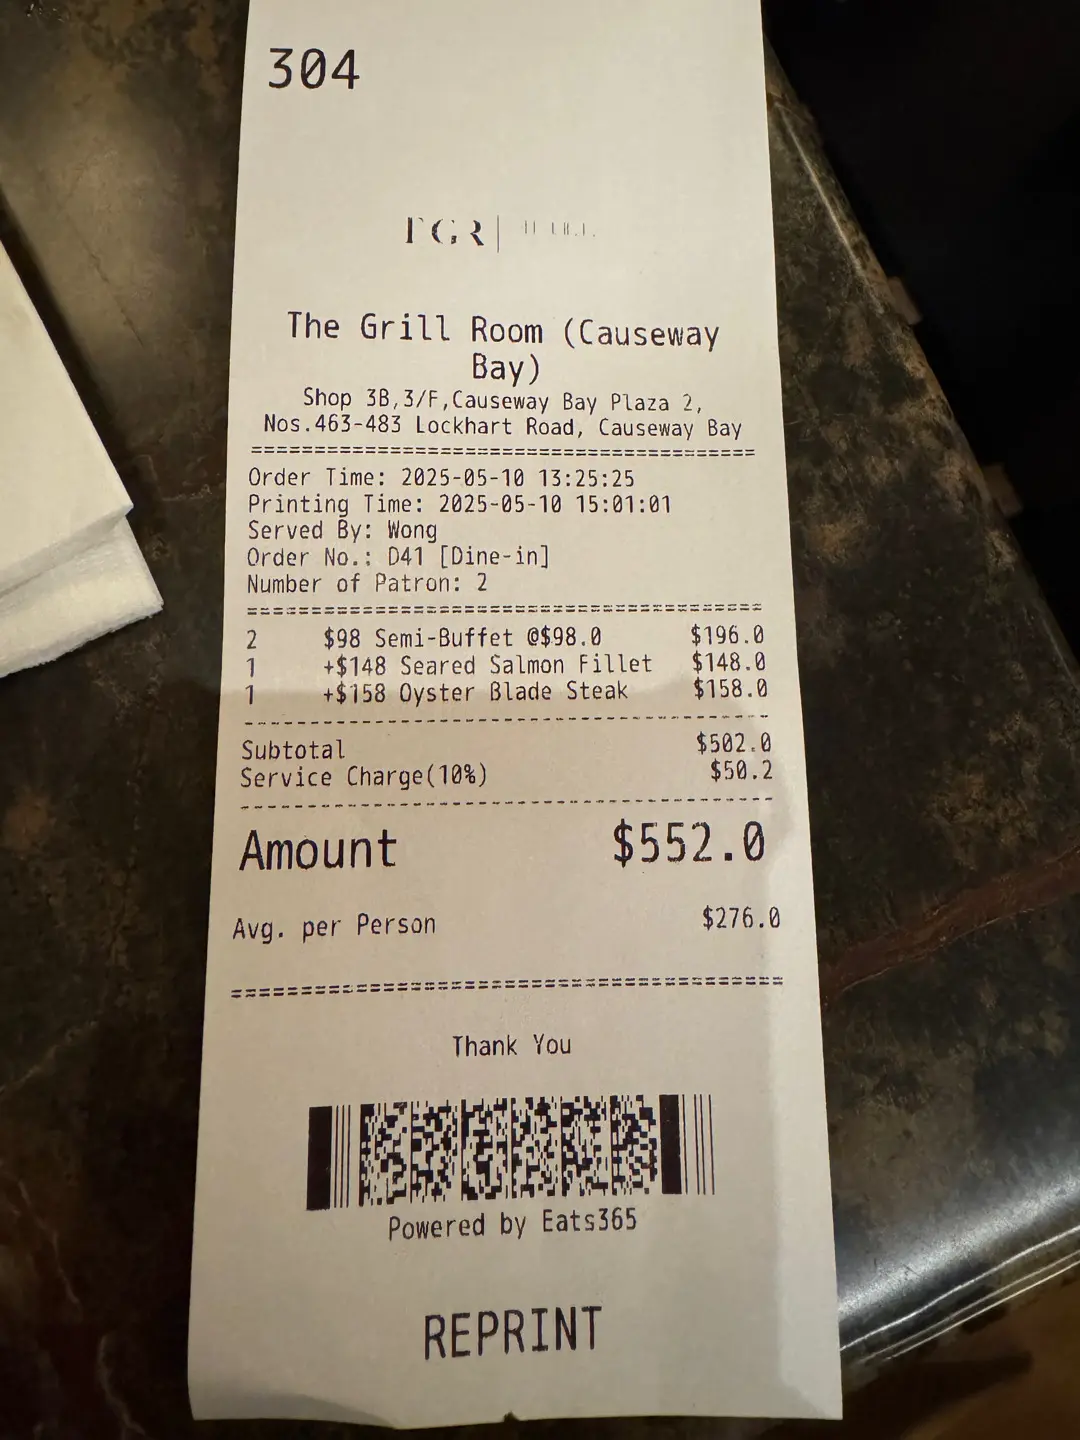 304
The Grill Room (Causeway
Bay)
Shop 3B,3/F,Causeway Bay Plaza 2,
Nos.463-483 Lockhart Road, Causeway Bay
========================================
Order Time: 2025-05-10 13:25:25
Printing Time: 2025-05-10 15:01:01
Served By: Wong
Order No.: D41 [Dine-in]
Number of Patron: 2
========================================
2 $98 Semi-Buffet @$98.0 $196.0
1 +$148 Seared Salmon Fillet $148.0
1 +$158 Oyster Blade Steak $158.0
----------------------------------------
Subtotal $502.0
Service Charge(10%) $50.2
----------------------------------------
Amount $552.0
Avg. per Person $276.0
========================================
Thank You
Powered by Eats365
REPRINT